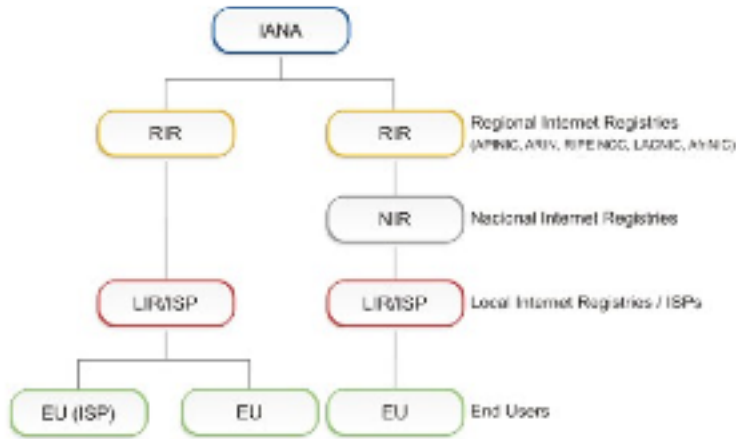 IANA
RIR
RIR
Regional Internet Registries
(APNIC, ARIN, RIPE NCC, LACNIC, AfriNIC)
NIR
Nacional Internet Registries
LIR/ISP
LIR/ISP
Local Internet Registries / ISPs
EU (ISP)
EU
EU
End Users